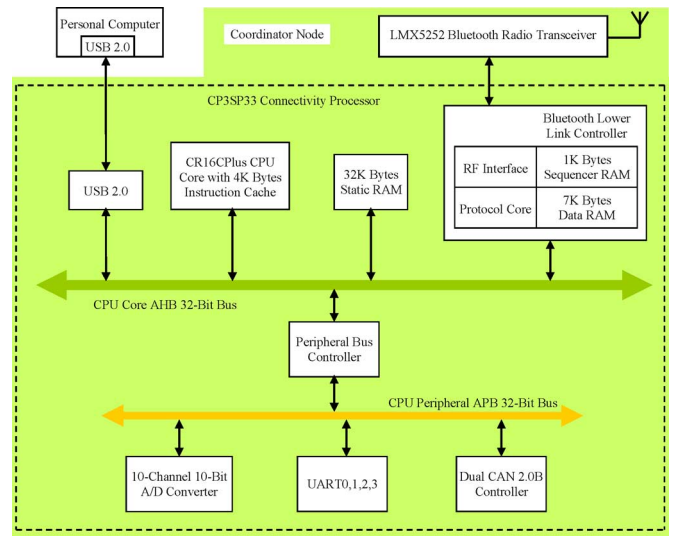 Personal Computer
USB 2.0
Coordinator Node
LMX5252 Bluetooth Radio Transceiver
CP3SP33 Connectivity Processor
USB 2.0
CR16CPlus CPU
Core with 4K Bytes
Instruction Cache
32K Bytes
Static RAM
Bluetooth Lower
Link Controller
RF Interface
1K Bytes
Sequencer RAM
Protocol Core
7K Bytes
Data RAM
CPU Core AHB 32-Bit Bus
Peripheral Bus
Controller
CPU Peripheral APB 32-Bit Bus
10-Channel 10-Bit
A/D Converter
UART0,1,2,3
Dual CAN 2.0B
Controller